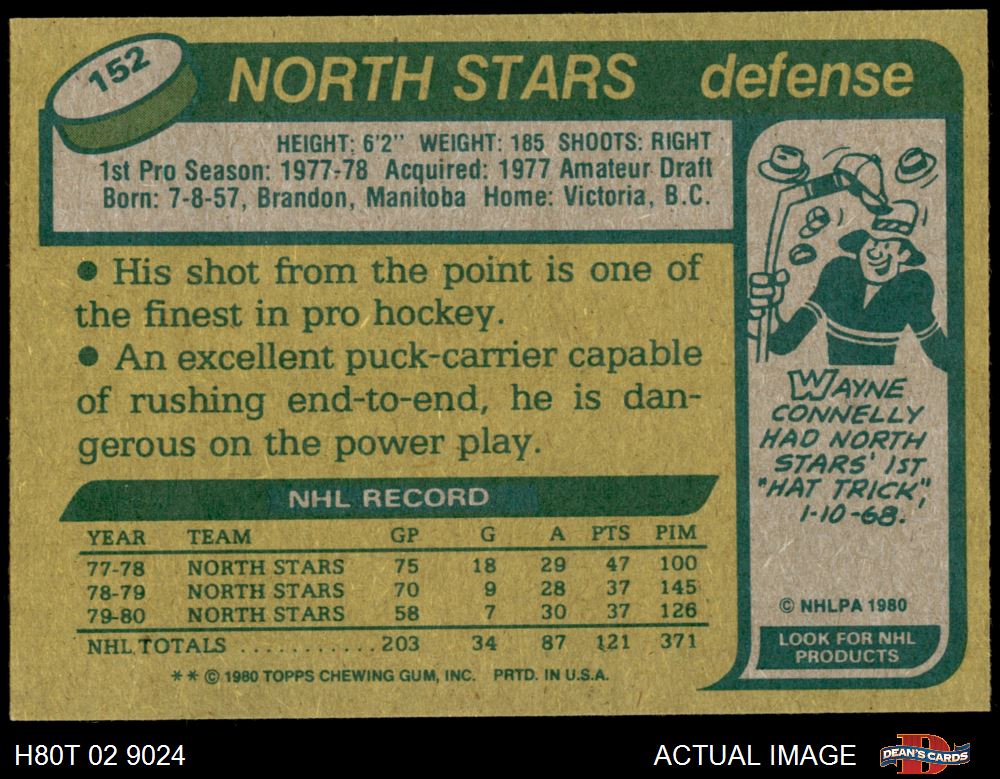 152
NORTH STARS defense
HEIGHT: 6'2'' WEIGHT: 185 SHOOTS: RIGHT
1st Pro Season: 1977-78 Acquired: 1977 Amateur Draft
Born: 7-8-57, Brandon, Manitoba Home: Victoria, B.C.
● His shot from the point is one of
the finest in pro hockey.
● An excellent puck-carrier capable
of rushing end-to-end, he is dan-
gerous on the power play.
NHL RECORD
YEAR TEAM GP G A PTS PIM
77-78 NORTH STARS 75 18 29 47 100
78-79 NORTH STARS 70 9 28 37 145
79-80 NORTH STARS 58 7 30 37 126
NHL TOTALS ........... 203 34 87 121 371
** © 1980 TOPPS CHEWING GUM, INC. PRTD. IN U.S.A.
WAYNE
CONNELLY
HAD NORTH
STARS' 1ST
"HAT TRICK",
1-10-68.
© NHLPA 1980
LOOK FOR NHL
PRODUCTS
H80T 02 9024
ACTUAL IMAGE
DEAN'S CARDS